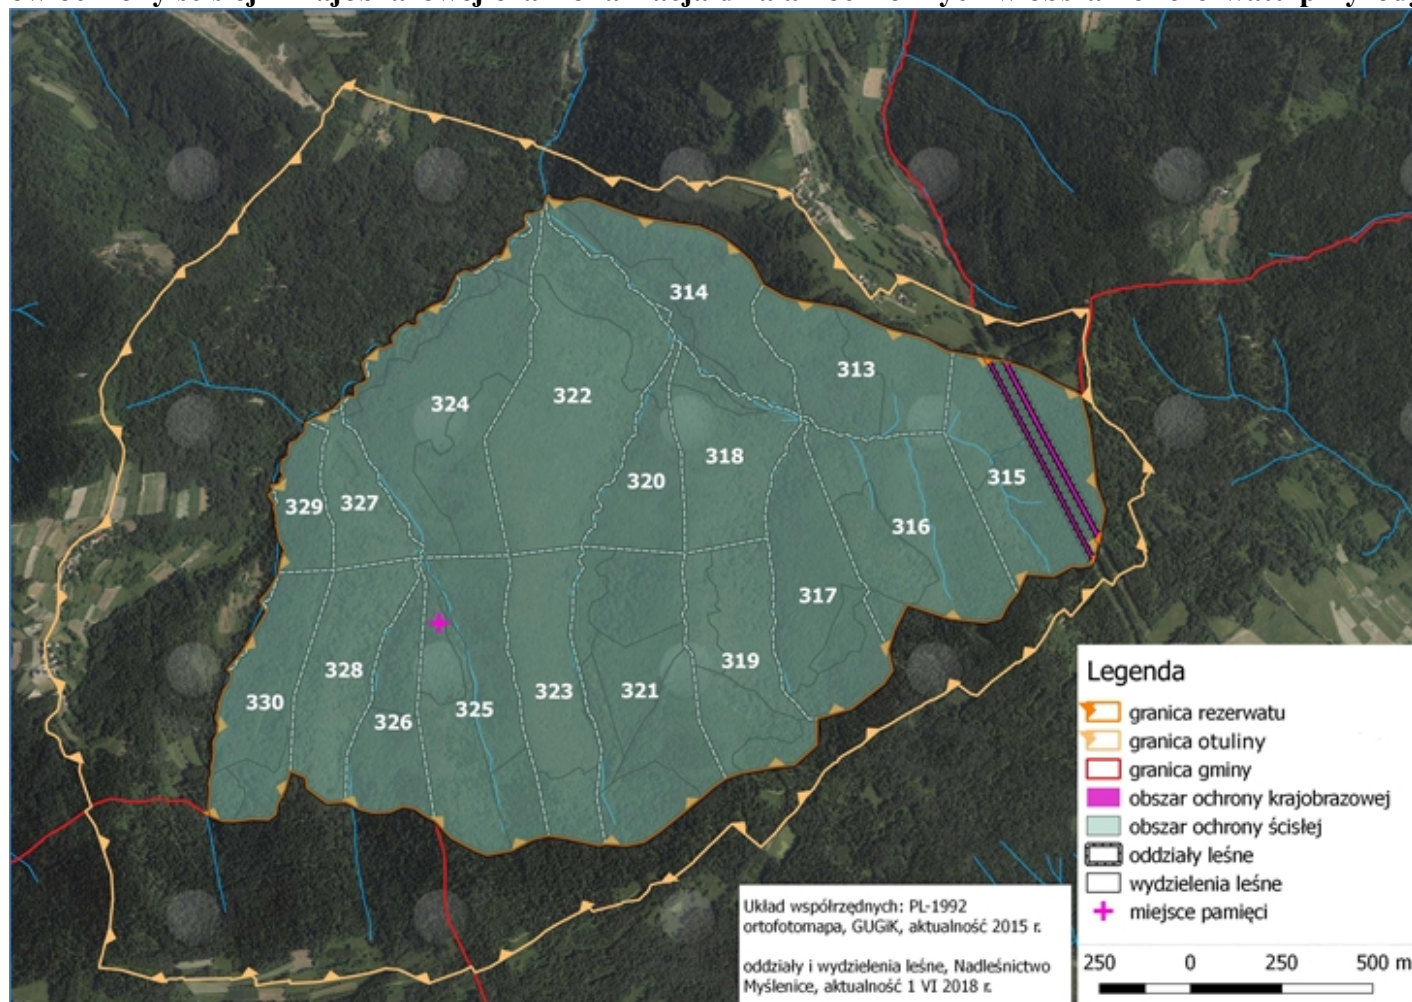 314
313
324
322
318
320
315
329
327
316
317
328
319
330
323
321
326
325
Legenda
granica rezerwatu
granica otuliny
granica gminy
obszar ochrony krajobrazowej
obszar ochrony ścisłej
oddziały leśne
wydzielenia leśne
miejsce pamięci
Układ współrzędnych: PL-1992
ortofotomapa, GUGiK, aktualność 2015 r.
oddziały i wydzielenia leśne, Nadleśnictwo
Myślenice, aktualność 1 VI 2018 r.
250 0 250 500 m